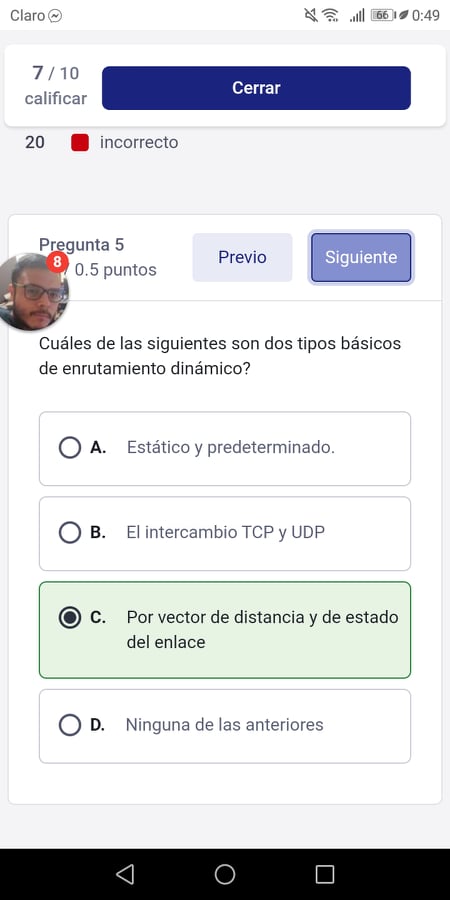 Claro 66 0:49
7 / 10
calificar
Cerrar
20 incorrecto
Pregunta 5
8 / 0.5 puntos
Previo
Siguiente
Cuáles de las siguientes son dos tipos básicos
de enrutamiento dinámico?
A. Estático y predeterminado.
B. El intercambio TCP y UDP
C. Por vector de distancia y de estado
del enlace
D. Ninguna de las anteriores